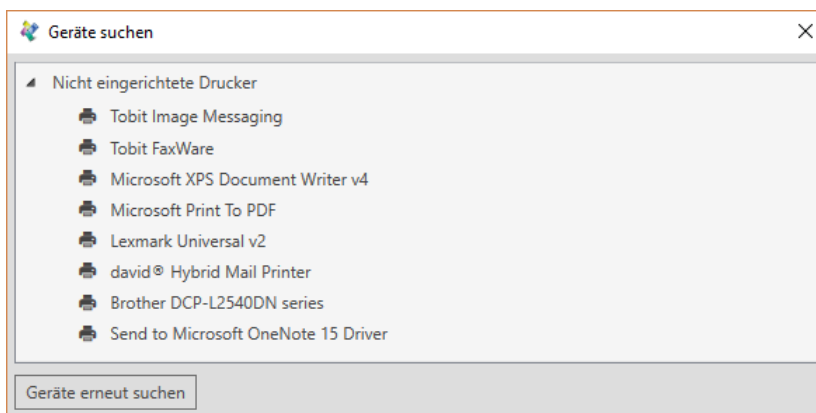 Geräte suchen
Nicht eingerichtete Drucker
Tobit Image Messaging
Tobit FaxWare
Microsoft XPS Document Writer v4
Microsoft Print To PDF
Lexmark Universal v2
david® Hybrid Mail Printer
Brother DCP-L2540DN series
Send to Microsoft OneNote 15 Driver
Geräte erneut suchen